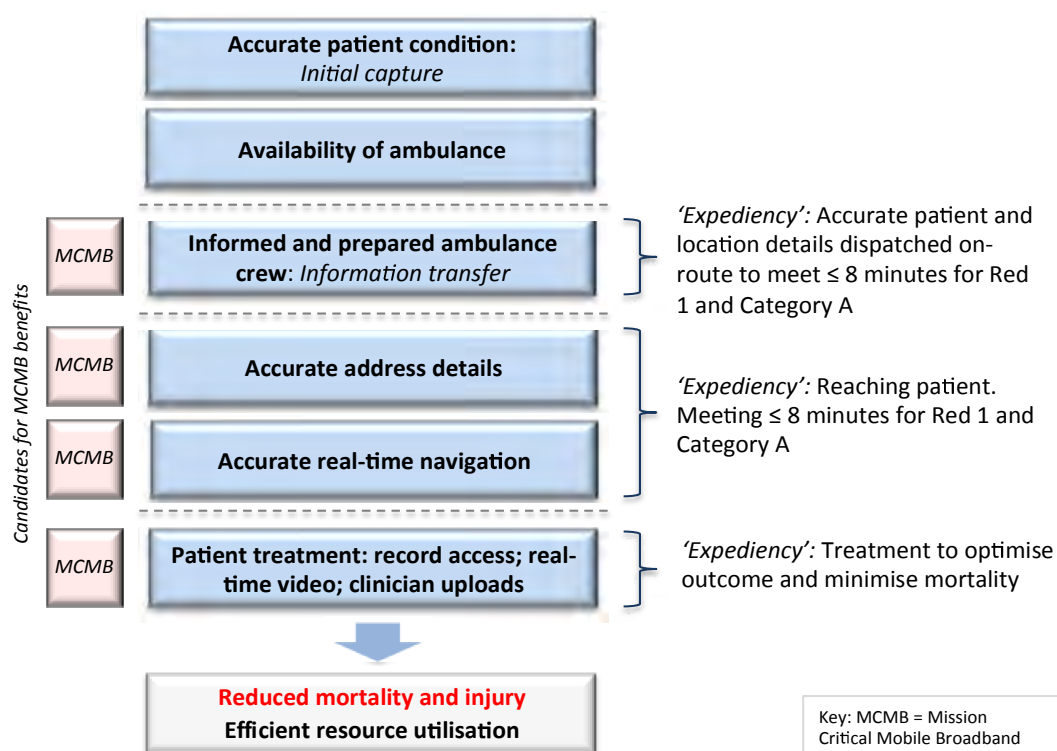 Accurate patient condition:
Initial capture
Availability of ambulance
MCMB
Informed and prepared ambulance
crew: Information transfer
‘Expediency’: Accurate patient and
location details dispatched on-
route to meet ≤ 8 minutes for Red
1 and Category A
Candidates for MCMB benefits
MCMB
Accurate address details
MCMB
Accurate real-time navigation
‘Expediency’: Reaching patient.
Meeting ≤ 8 minutes for Red 1 and
Category A
MCMB
Patient treatment: record access; real-
time video; clinician uploads
‘Expediency’: Treatment to optimise
outcome and minimise mortality
Reduced mortality and injury
Efficient resource utilisation
Key: MCMB = Mission
Critical Mobile Broadband